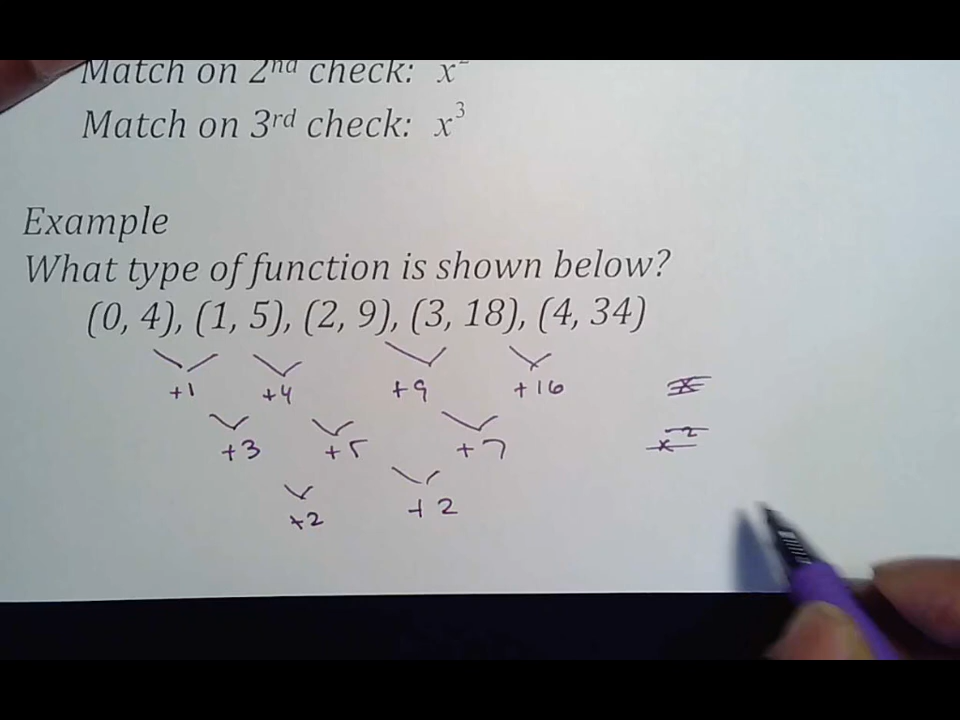 Match on 2nd check: x²
Match on 3rd check: x³
Example
What type of function is shown below?
(0, 4), (1, 5), (2, 9), (3, 18), (4, 34)
+1 +4 +9 +16 x
+3 +5 +7 x²
+2 +2